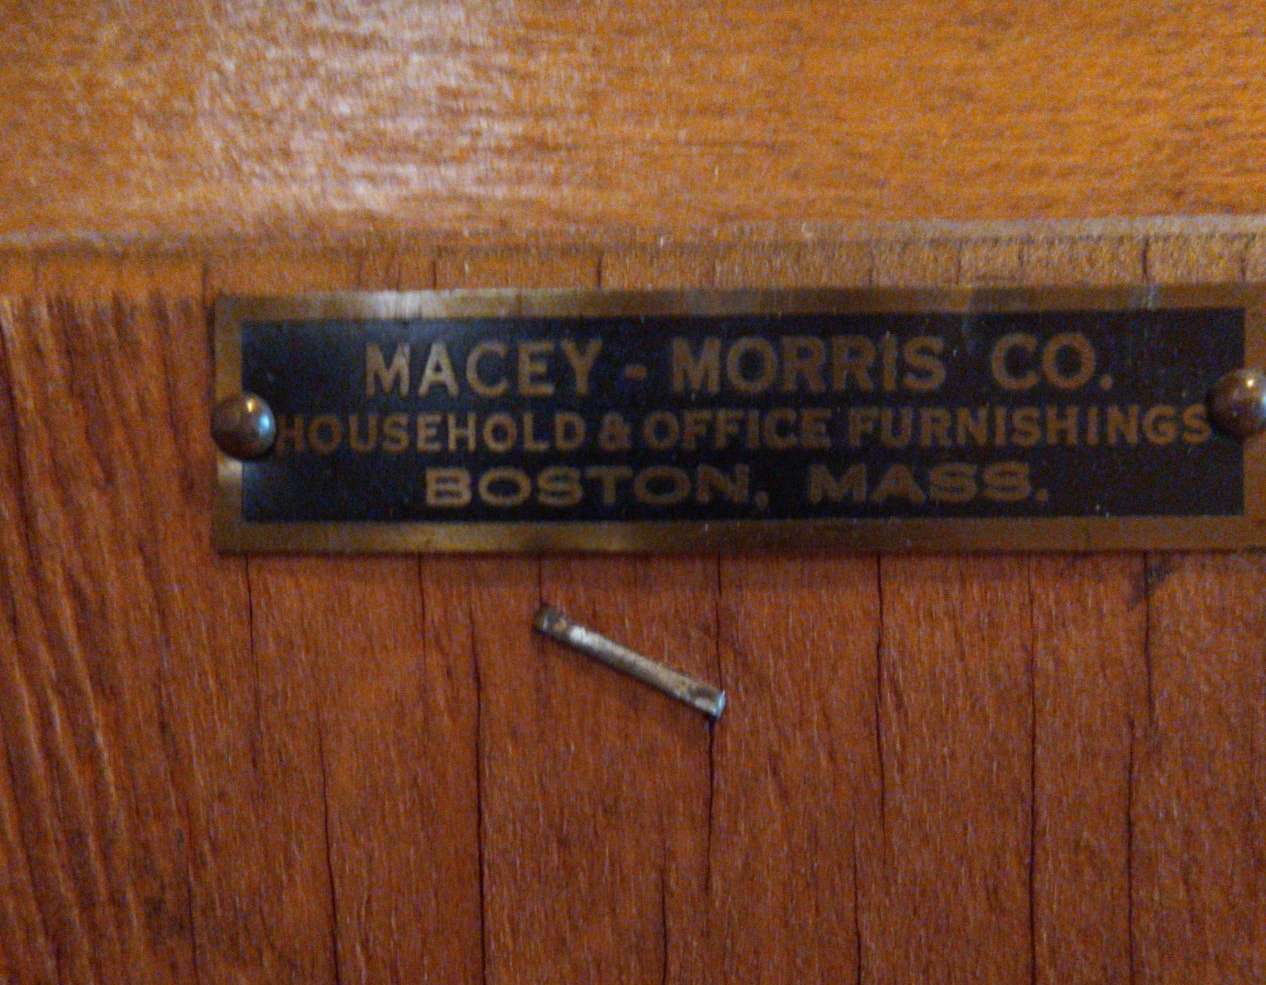 MACEY - MORRIS CO.
HOUSEHOLD & OFFICE FURNISHINGS
BOSTON, MASS.